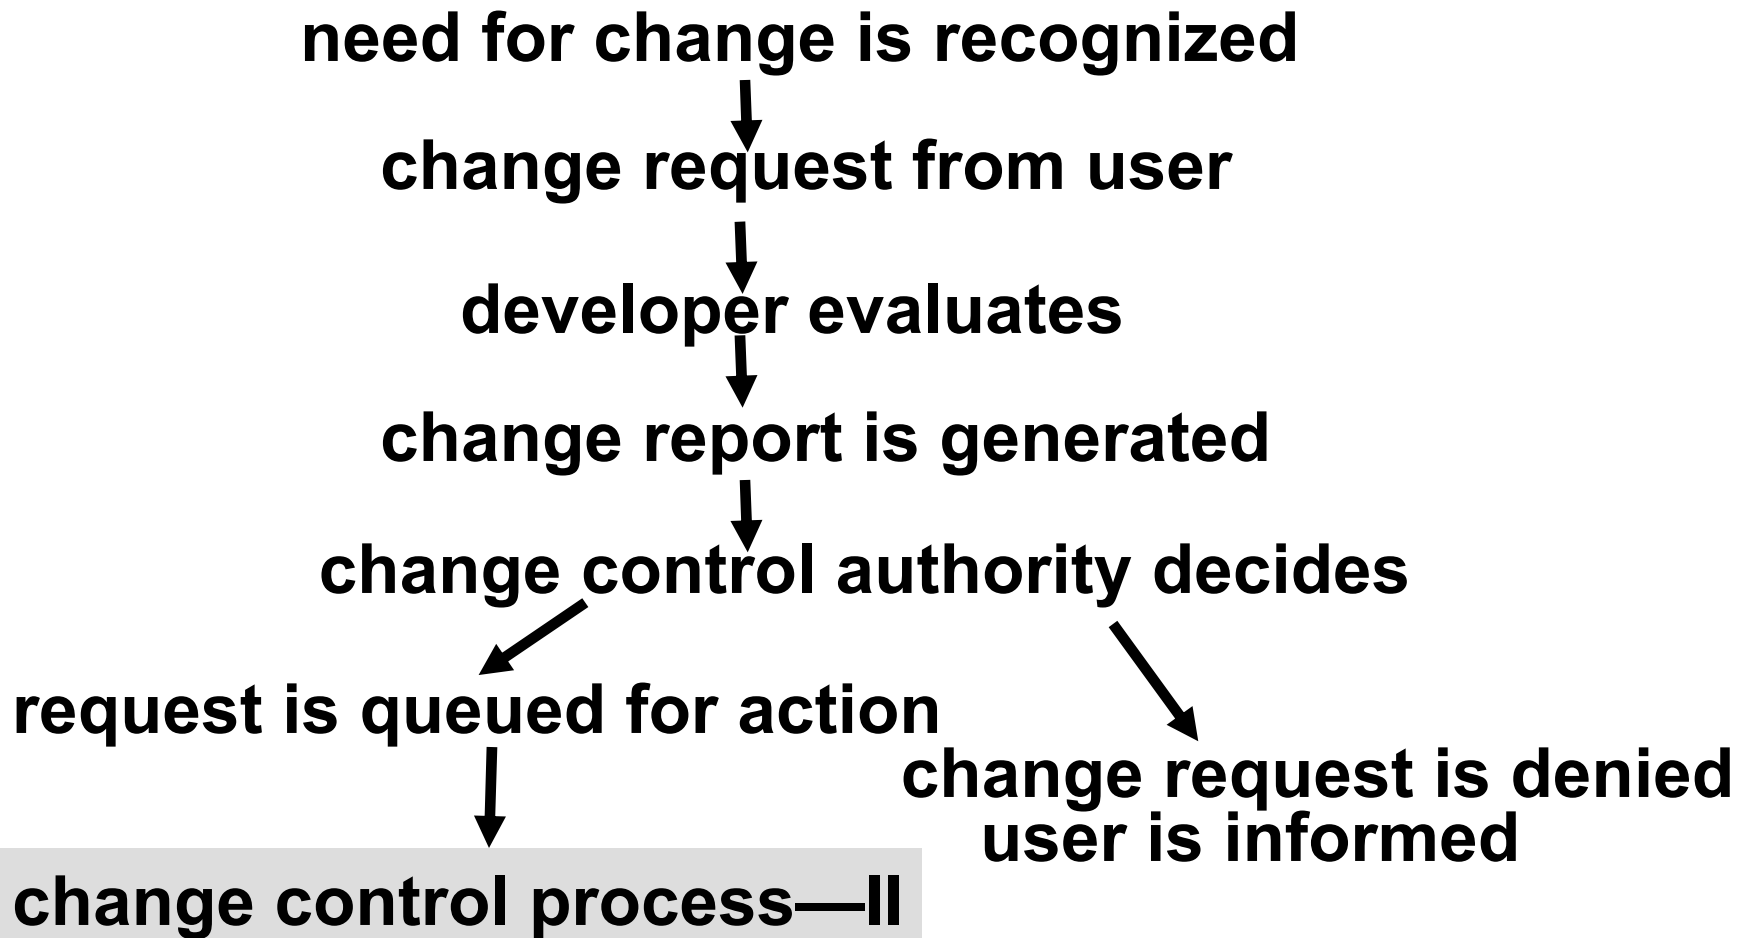 need for change is recognized
change request from user
developer evaluates
change report is generated
change control authority decides
request is queued for action
change request is denied
user is informed
change control process—II